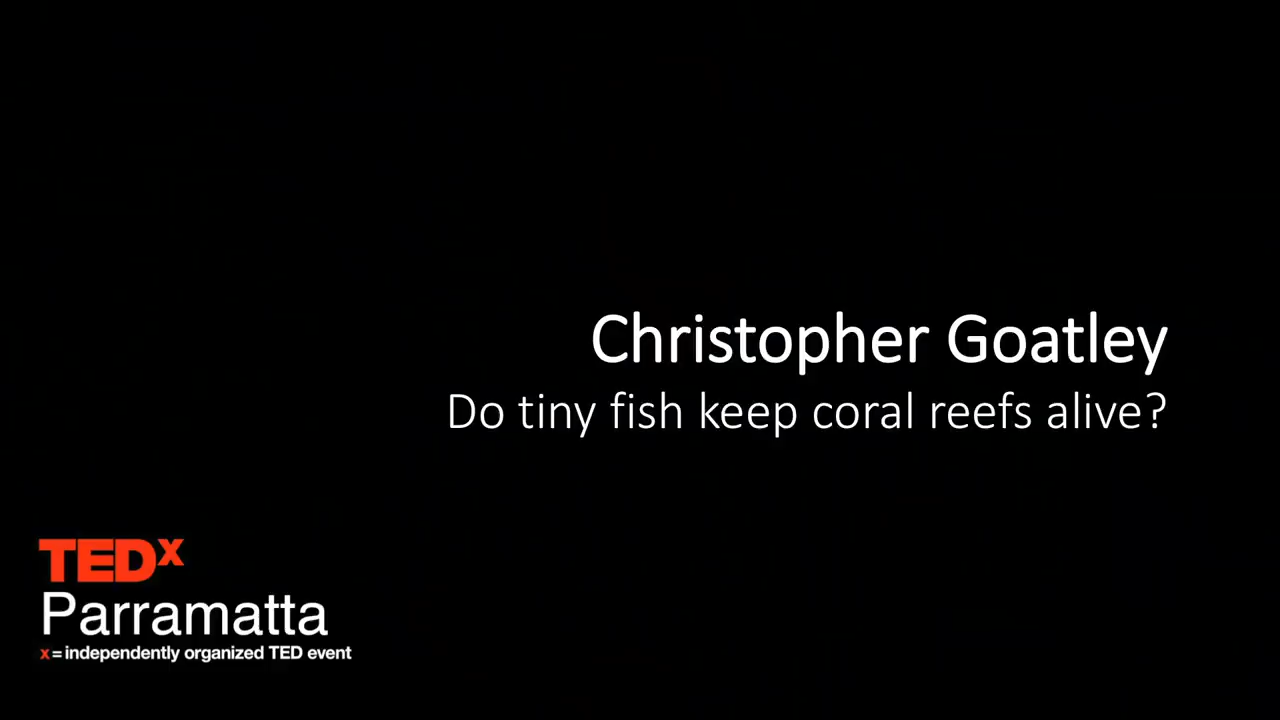 Christopher Goatley
Do tiny fish keep coral reefs alive?
TEDx
Parramatta
x = independently organized TED event